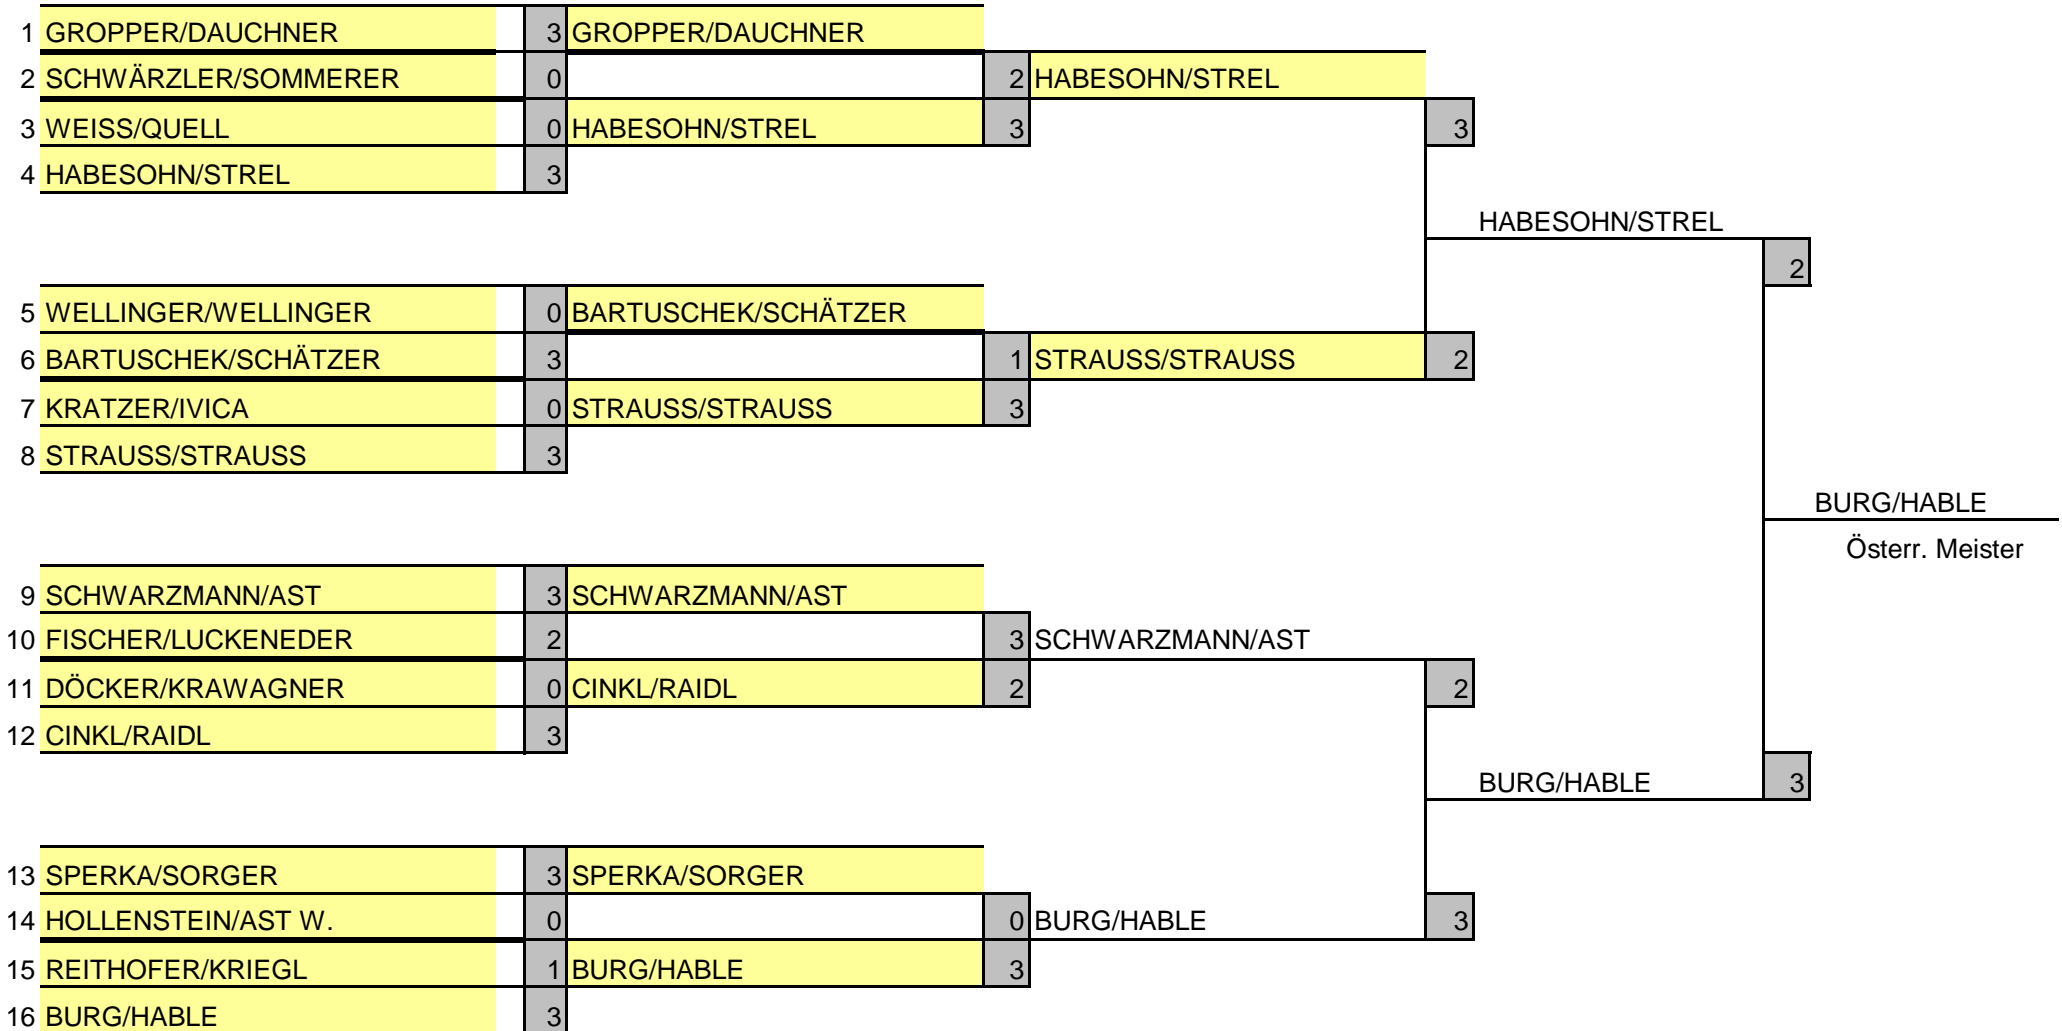 1 GROPPER/DAUCHNER 3 GROPPER/DAUCHNER
2 SCHWÄRZLER/SOMMERER 0 2 HABESOHN/STREL
3 WEISS/QUELL 0 HABESOHN/STREL 3 3
4 HABESOHN/STREL 3
HABESOHN/STREL
2
5 WELLINGER/WELLINGER 0 BARTUSCHEK/SCHÄTZER
6 BARTUSCHEK/SCHÄTZER 3 1 STRAUSS/STRAUSS 2
7 KRATZER/IVICA 0 STRAUSS/STRAUSS 3
8 STRAUSS/STRAUSS 3
BURG/HABLE
Österr. Meister
9 SCHWARZMANN/AST 3 SCHWARZMANN/AST
10 FISCHER/LUCKENEDER 2 3 SCHWARZMANN/AST
11 DÖCKER/KRAWAGNER 0 CINKL/RAIDL 2 2
12 CINKL/RAIDL 3
BURG/HABLE 3
13 SPERKA/SORGER 3 SPERKA/SORGER
14 HOLLENSTEIN/AST W. 0 0 BURG/HABLE 3
15 REITHOFER/KRIEGL 1 BURG/HABLE 3
16 BURG/HABLE 3